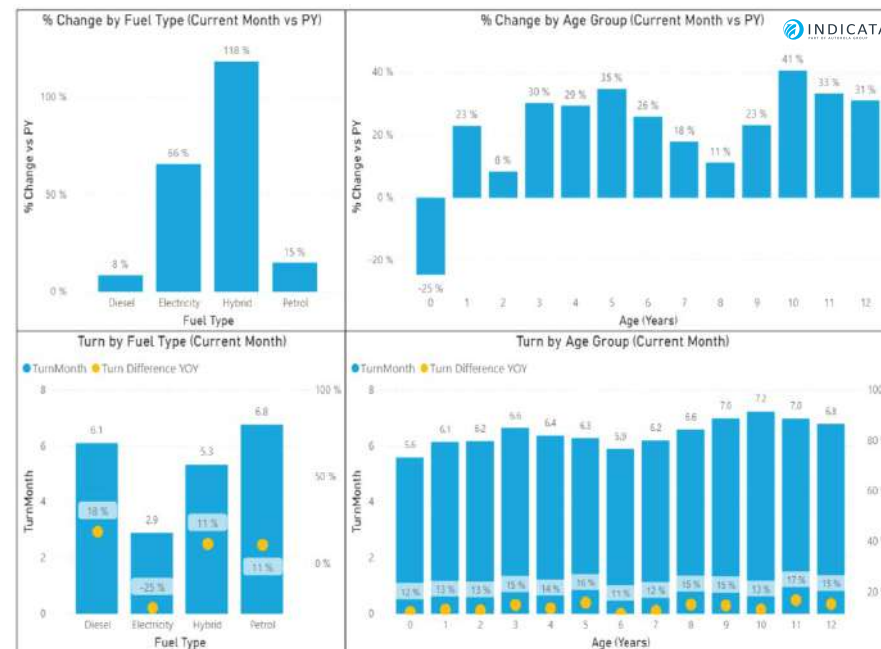 % Change by Fuel Type (Current Month vs PY)
% Change vs PY
100 %
50 %
0 %
8 %
66 %
118 %
15 %
Diesel Electricity Hybrid Petrol
Fuel Type
% Change by Age Group (Current Month vs PY)
INDICATA
PART OF AUTOROLA GROUP
% Change vs PY
40 %
20 %
0 %
-20 %
-25 %
23 %
8 %
30 %
29 %
35 %
26 %
18 %
11 %
23 %
41 %
33 %
31 %
0 1 2 3 4 5 6 7 8 9 10 11 12
Age (Years)
Turn by Fuel Type (Current Month)
TurnMonth Turn Difference YOY
TurnMonth
8
6
4
2
0
100 %
50 %
0 %
6.1
2.9
5.3
6.8
18 %
-25 %
11 %
11 %
Diesel Electricity Hybrid Petrol
Fuel Type
Turn by Age Group (Current Month)
TurnMonth Turn Difference YOY
TurnMonth
8
6
4
2
0
5.6 6.1 6.2 6.6 6.4 6.3 5.9 6.2 6.6 7.0 7.2 7.0 6.8
12 % 13 % 13 % 15 % 14 % 16 % 11 % 12 % 15 % 15 % 13 % 17 % 15 %
0 1 2 3 4 5 6 7 8 9 10 11 12
Age (Years)
100
80
60
40
20